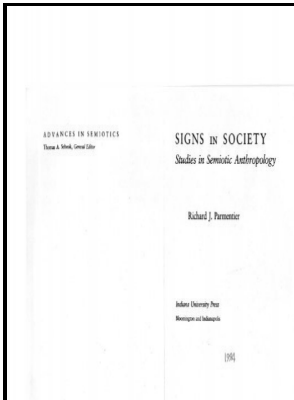 ADVANCES IN SEMIOTICS
Thomas A. Sebeok, General Editor
SIGNS IN SOCIETY
Studies in Semiotic Anthropology
Richard J. Parmentier
Indiana University Press
Bloomington and Indianapolis
1994